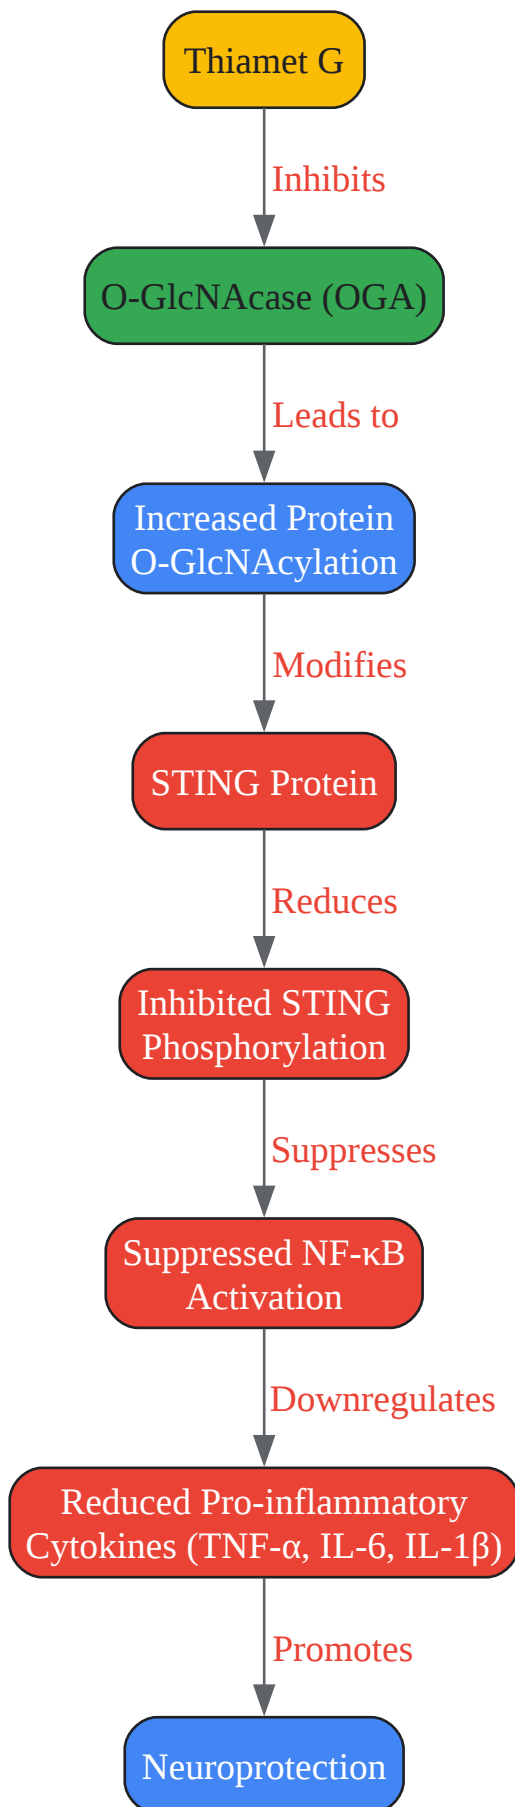 Thiamet G
Inhibits
O-GlcNAcase (OGA)
Leads to
Increased Protein
O-GlcNAcylation
Modifies
STING Protein
Reduces
Inhibited STING
Phosphorylation
Suppresses
Suppressed NF-κB
Activation
Downregulates
Reduced Pro-inflammatory
Cytokines (TNF-α, IL-6, IL-1β)
Promotes
Neuroprotection